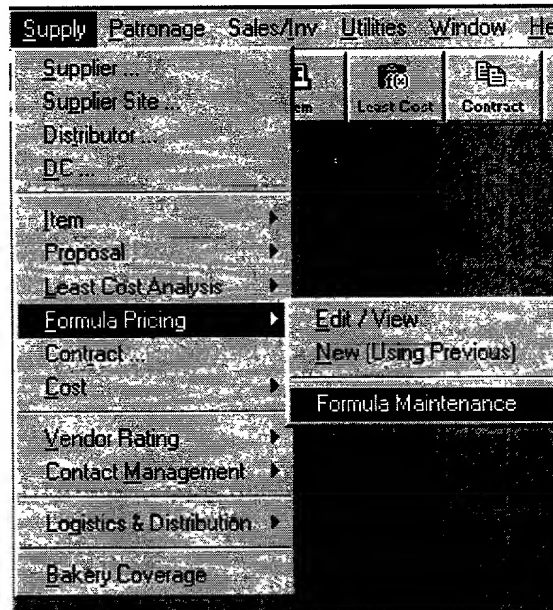 Supply Patronage Sales/Inv Utilities Window He
Supplier ...
Supplier Site ...
Distributor ...
DC ...
em Least Cost Contract
Item
Proposal
Least Cost Analysis
Formula Pricing
Edit / View
Contract ...
New (Using Previous)
Cost
Formula Maintenance
Vendor Rating
Contact Management
Logistics & Distribution
Bakery Coverage